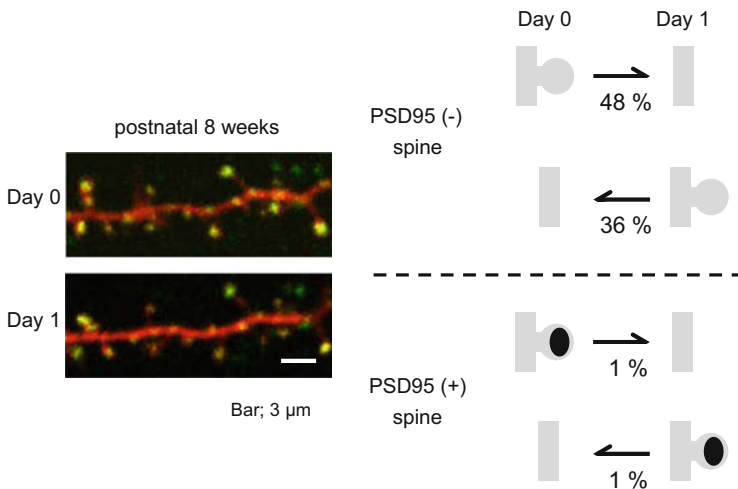 Day 0
Day 1
48 %
PSD95 (-)
spine
36 %
postnatal 8 weeks
Day 0
Day 1
Bar; 3 µm
1 %
PSD95 (+)
spine
1 %